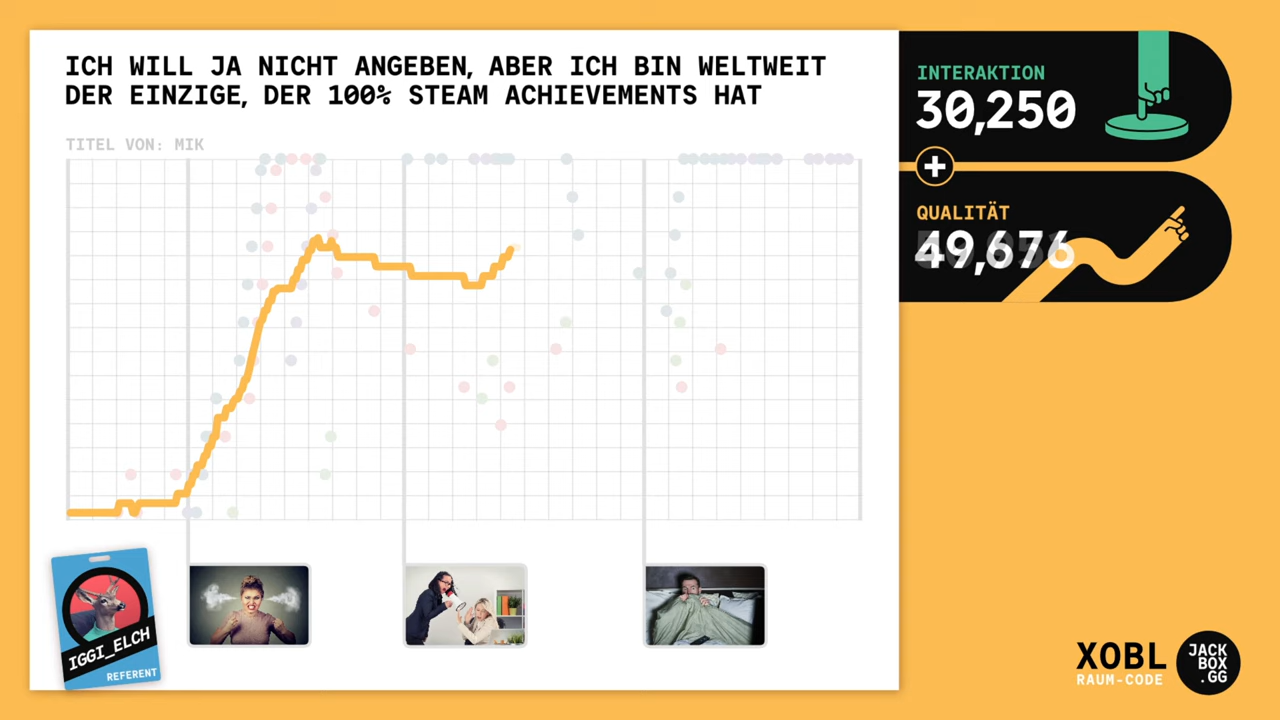 ICH WILL JA NICHT ANGEBEN, ABER ICH BIN WELTWEIT
DER EINZIGE, DER 100% STEAM ACHIEVEMENTS HAT
TITEL VON: MIK
INTERAKTION
30,250
+
QUALITÄT
49,676
IGGI_ELCH
REFERENT
XOBL
RAUM-CODE
JACK
BOX
.GG